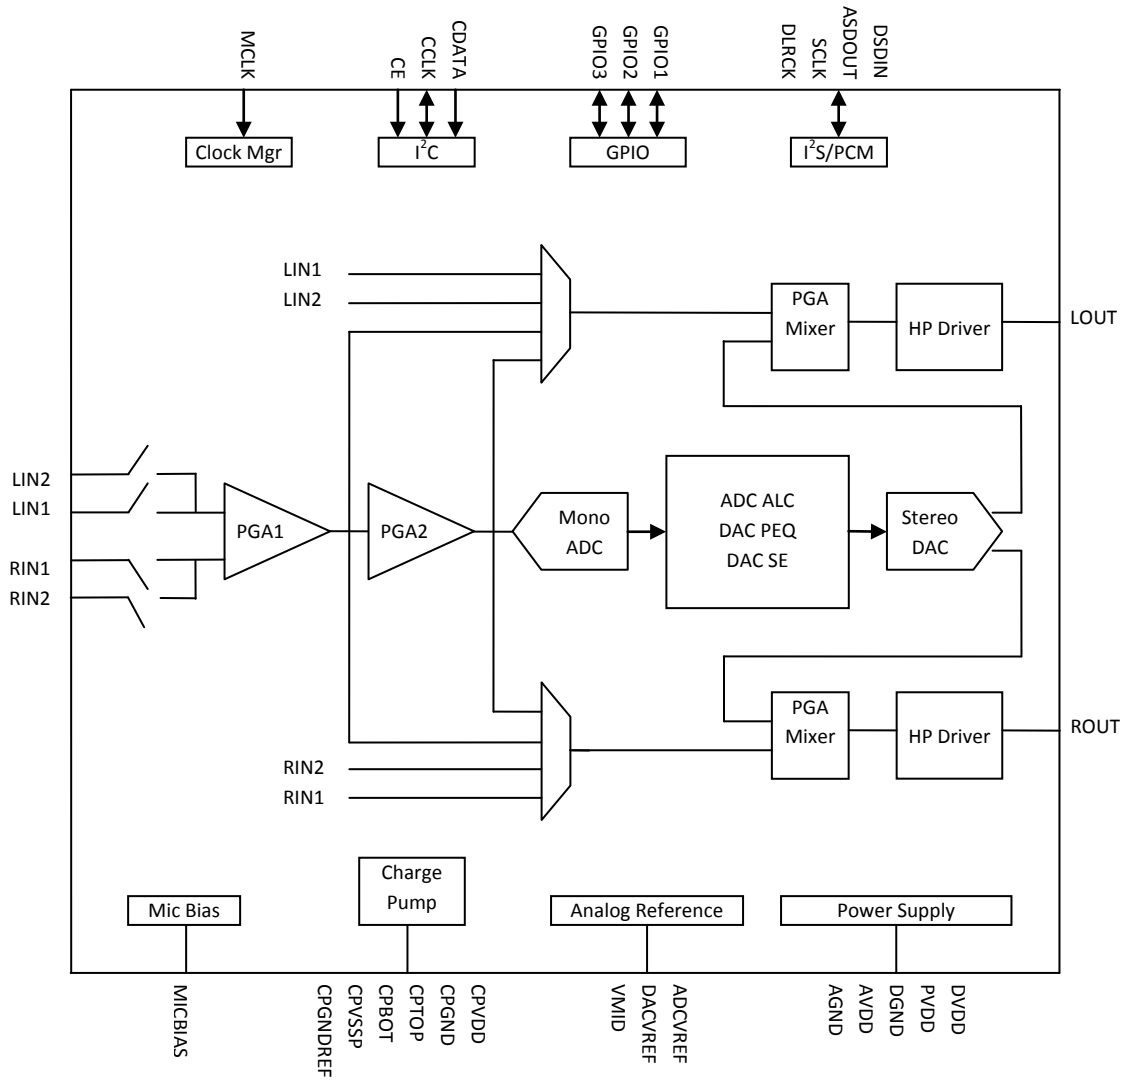 MCLK
CE
CCLK
CDATA
GPIO3
GPIO2
GPIO1
DLRCK
SCLK
ASDOUT
DSDIN
Clock Mgr
I²C
GPIO
I²S/PCM
LIN1
LIN2
PGA
Mixer
HP Driver
LOUT
LIN2
LIN1
RIN1
RIN2
PGA1
PGA2
Mono
ADC
ADC ALC
DAC PEQ
DAC SE
Stereo
DAC
PGA
Mixer
HP Driver
ROUT
RIN2
RIN1
Mic Bias
Charge
Pump
Analog Reference
Power Supply
MICBIAS
CPGNDREF
CPVSSP
CPBOT
CPTOP
CPGND
CPVDD
VMID
DACVREF
ADCVREF
AGND
AVDD
DGND
PVDD
DVDD